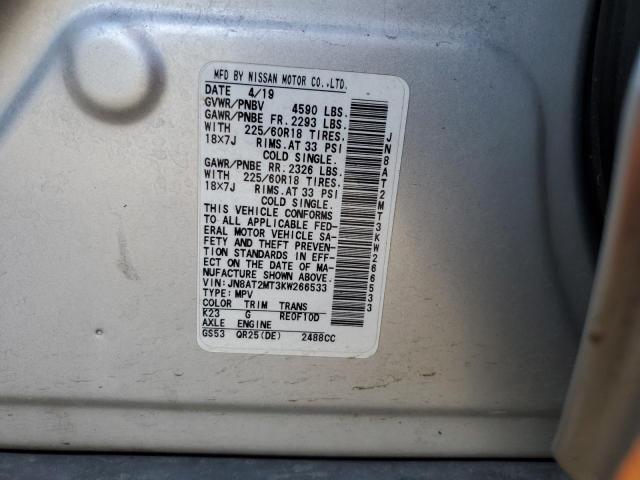 MFD BY NISSAN MOTOR CO.,LTD.
DATE 4/19
GVWR/PNBV 4590 LBS.
GAWR/PNBE FR. 2293 LBS.
WITH 225/60R18 TIRES.
18X7J RIMS.AT 33 PSI
COLD SINGLE.
GAWR/PNBE RR. 2326 LBS.
WITH 225/60R18 TIRES.
18X7J RIMS.AT 33 PSI
COLD SINGLE.
THIS VEHICLE CONFORMS
TO ALL APPLICABLE FED-
ERAL MOTOR VEHICLE SA-
FETY AND THEFT PREVEN-
TION STANDARDS IN EFF-
ECT ON THE DATE OF MA-
NUFACTURE SHOWN ABOVE.
VIN:JN8AT2MT3KW266533
TYPE:MPV
COLOR TRIM TRANS
K23 G RE0F10D
AXLE ENGINE
GS53 QR25(DE) 2488CC
JN8AT2MT3KW266533